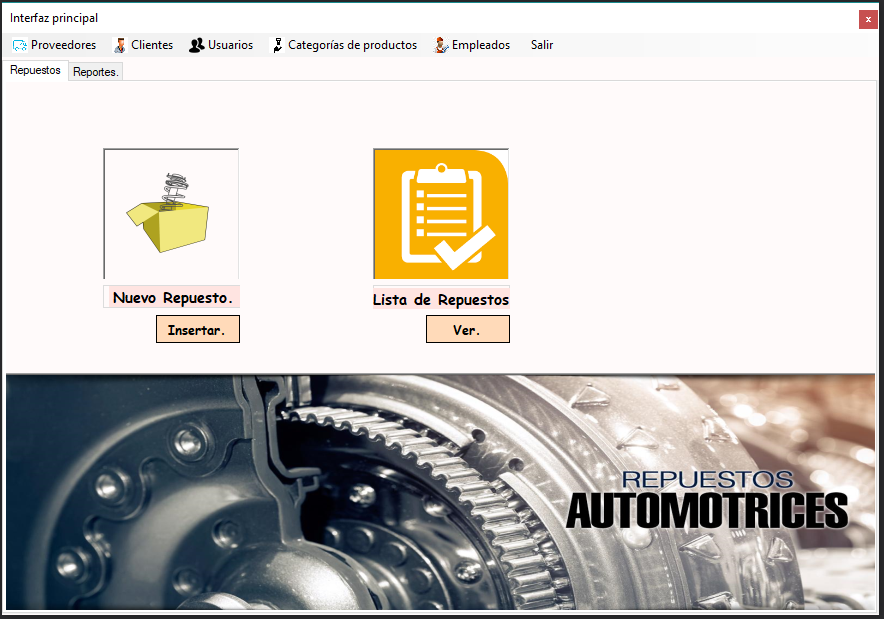 Interfaz principal
x
Proveedores Clientes Usuarios Categorías de productos Empleados Salir
Repuestos Reportes.
Nuevo Repuesto. Lista de Repuestos
Insertar. Ver.
REPUESTOS
AUTOMOTRICES